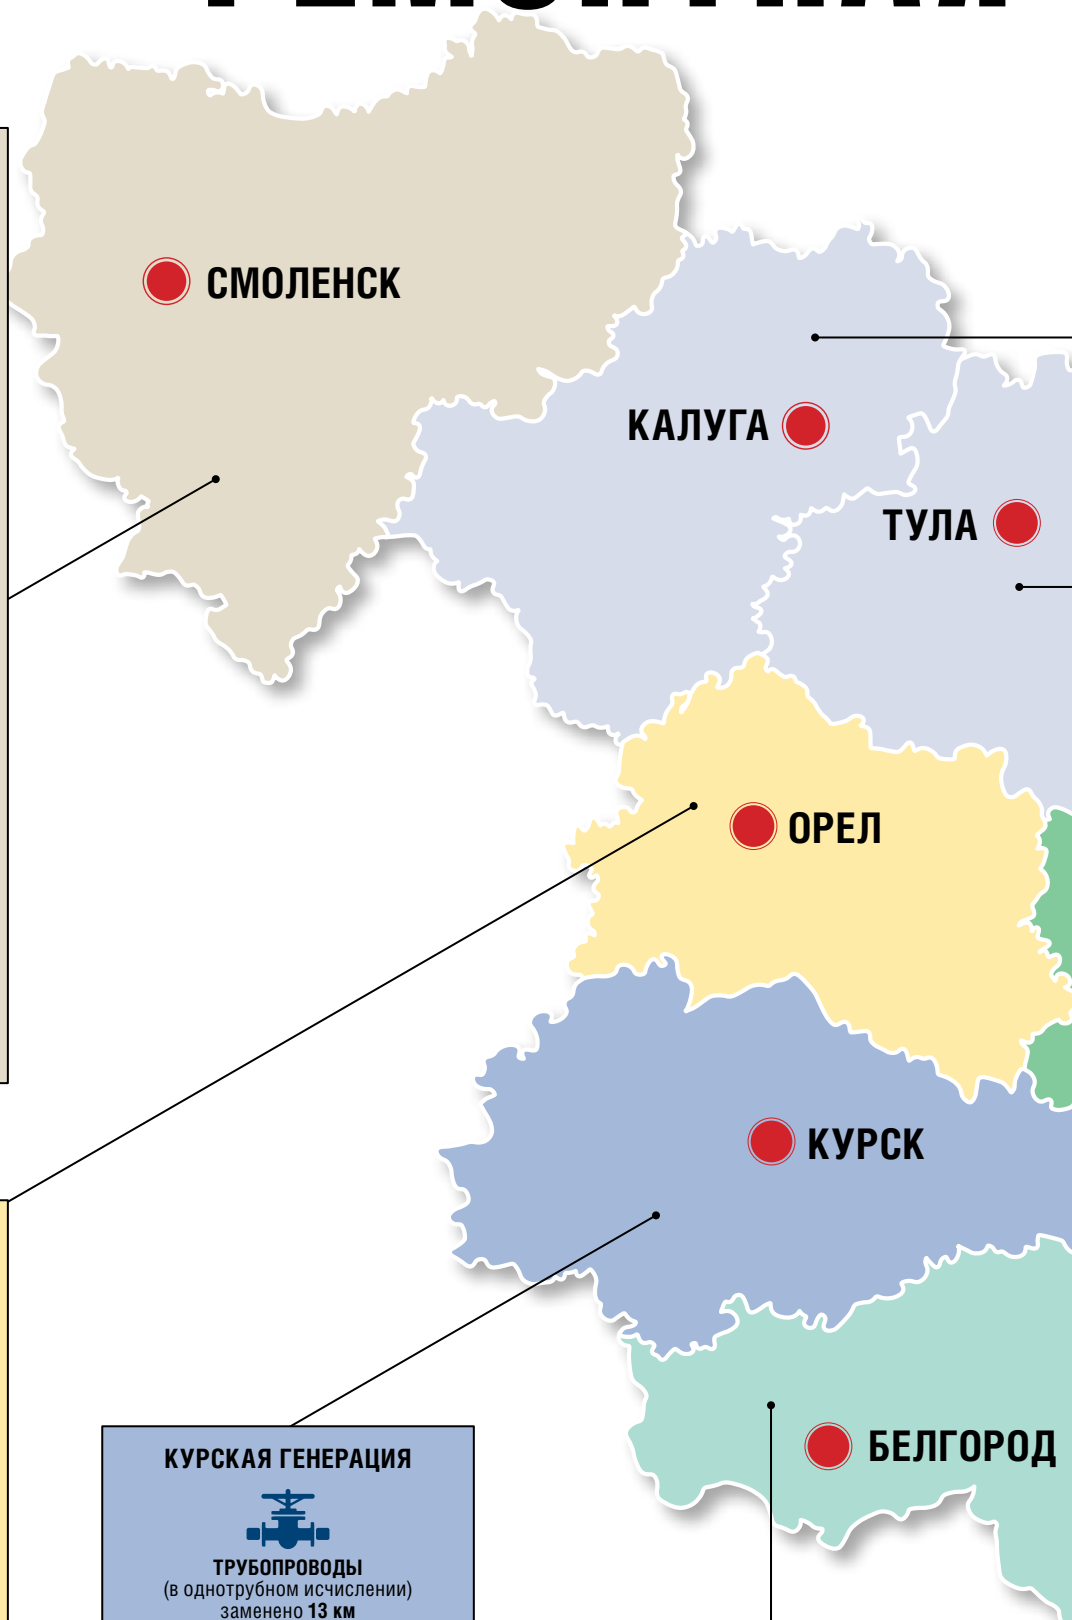 СМОЛЕНСК
КАЛУГА
ТУЛА
ОРЕЛ
КУРСК
БЕЛГОРОД
КУРСКАЯ ГЕНЕРАЦИЯ
ТРУБОПРОВОДЫ
(в однотрубном исчислении)
заменено 13 км